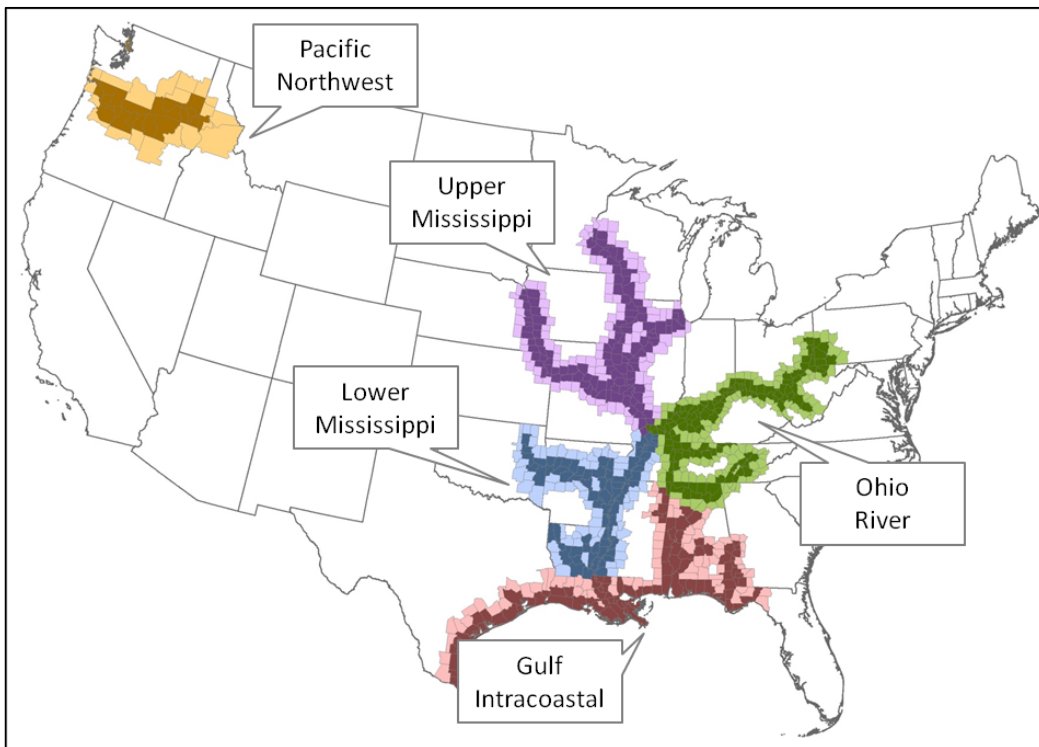 Pacific
Northwest
Upper
Mississippi
Lower
Mississippi
Ohio
River
Gulf
Intracoastal